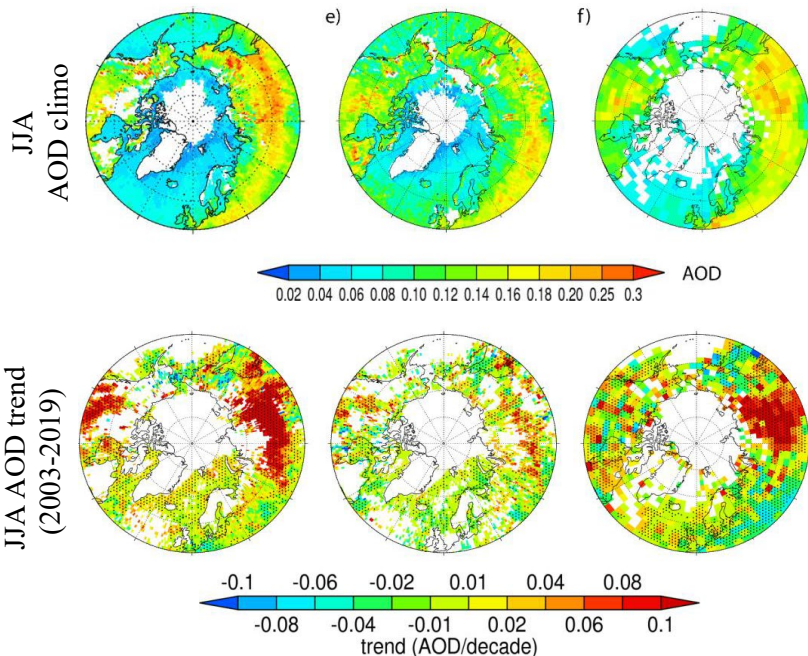 e)
f)
JJA
AOD climo
AOD
0.02 0.04 0.06 0.08 0.10 0.12 0.14 0.16 0.18 0.20 0.25 0.3
JJA AOD trend
(2003-2019)
-0.1 -0.06 -0.02 0.01 0.04 0.08
-0.08 -0.04 -0.01 0.02 0.06 0.1
trend (AOD/decade)